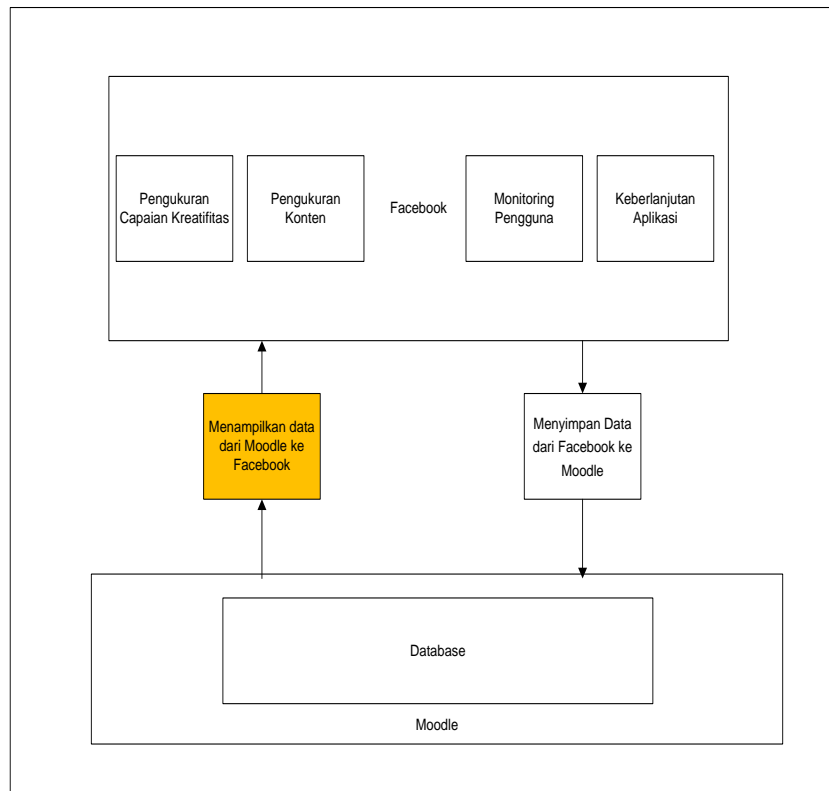 Pengukuran
Capaian Kreatifitas
Pengukuran
Konten
Facebook
Monitoring
Pengguna
Keberlanjutan
Aplikasi
Menampilkan data
dari Moodle ke
Facebook
Menyimpan Data
dari Facebook ke
Moodle
Database
Moodle